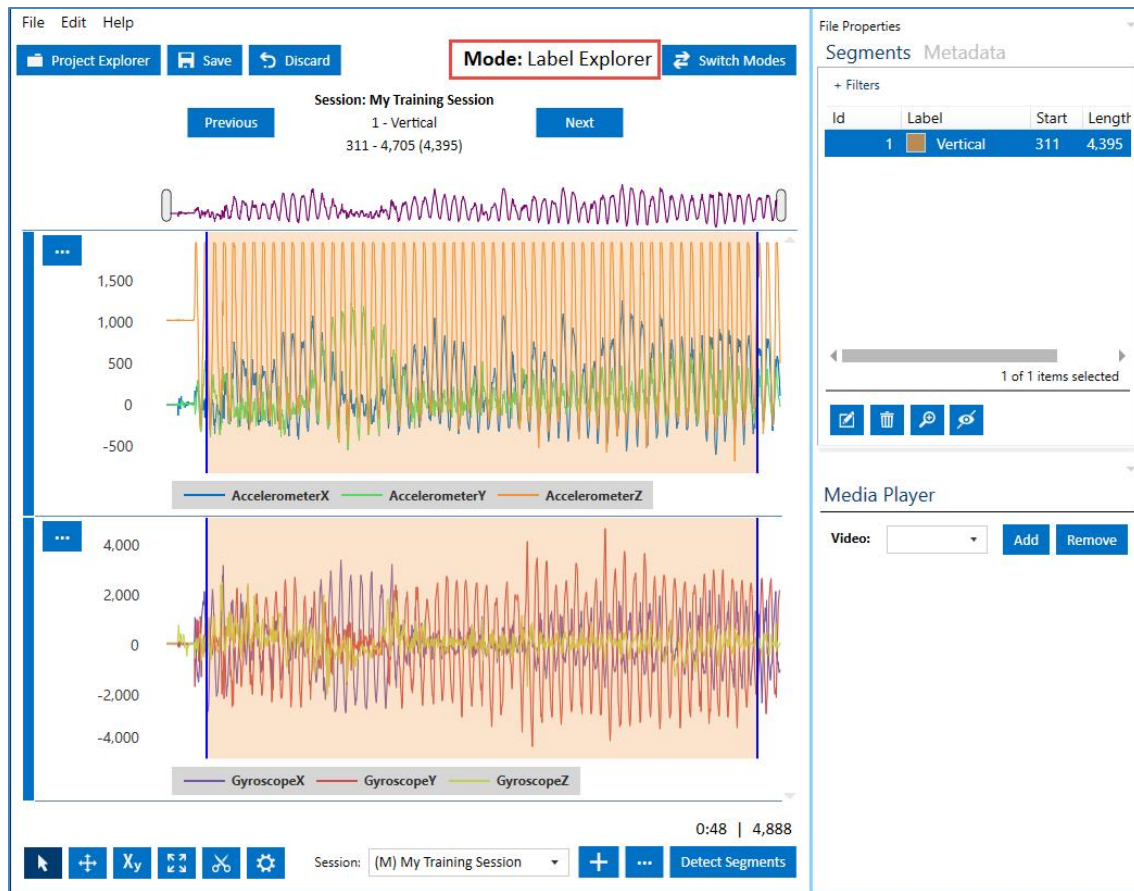 File Edit Help
Project Explorer Save Discard Mode: Label Explorer Switch Modes
Session: My Training Session
Previous 1 - Vertical Next
311 - 4,705 (4,395)
1,500
1,000
500
0
-500
AccelerometerX AccelerometerY AccelerometerZ
4,000
2,000
0
-2,000
-4,000
GyroscopeX GyroscopeY GyroscopeZ
0:48 | 4,888
Xy Session: (M) My Training Session + ... Detect Segments
File Properties
Segments Metadata
+ Filters
Id Label Start Length
1 Vertical 311 4,395
1 of 1 items selected
Media Player
Video: Add Remove